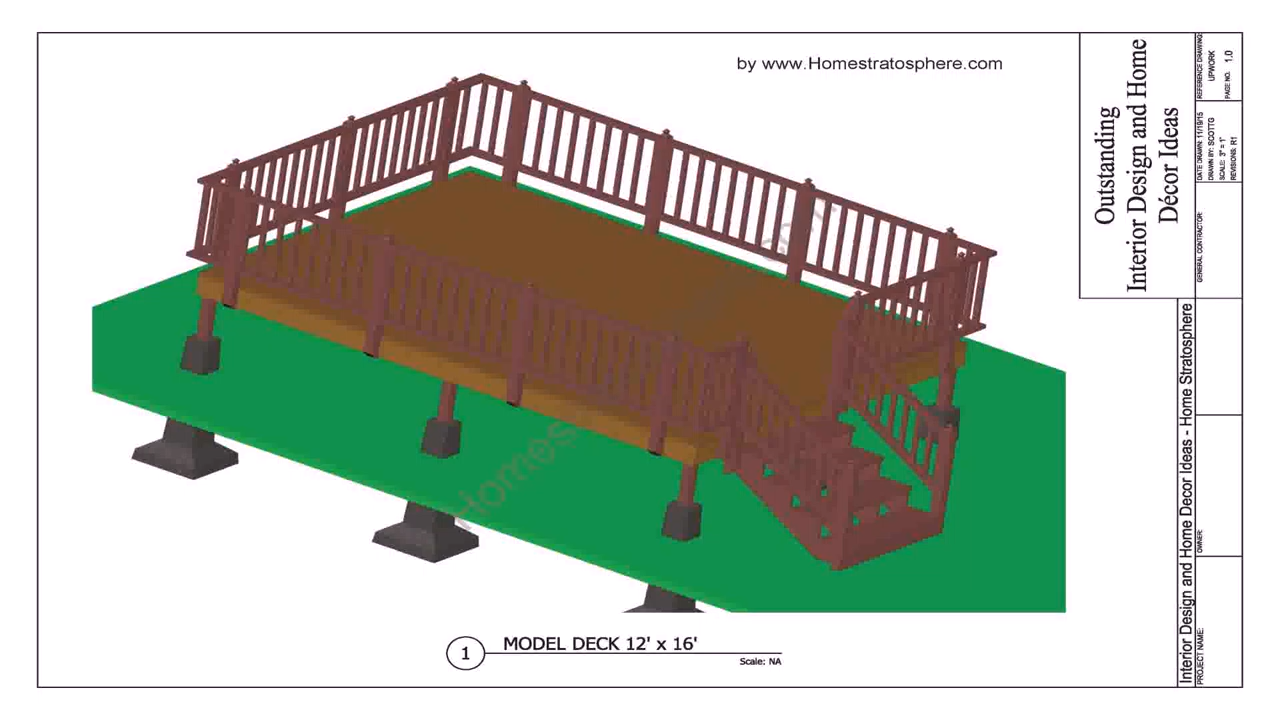 by www.Homestratosphere.com
Outstanding
Interior Design and Home
Décor Ideas
REFERENCE DRAWING:
UPWORK
PAGE NO. 1.0
DATE DRAWN: 11/19/15
DRAWN BY: SCOTTG
SCALE: 3" = 1'
REVISIONS: R1
GENERAL CONTRACTOR:
OWNER:
Interior Design and Home Decor Ideas - Home Stratosphere
PROJECT NAME:
1
MODEL DECK 12' x 16'
Scale: NA